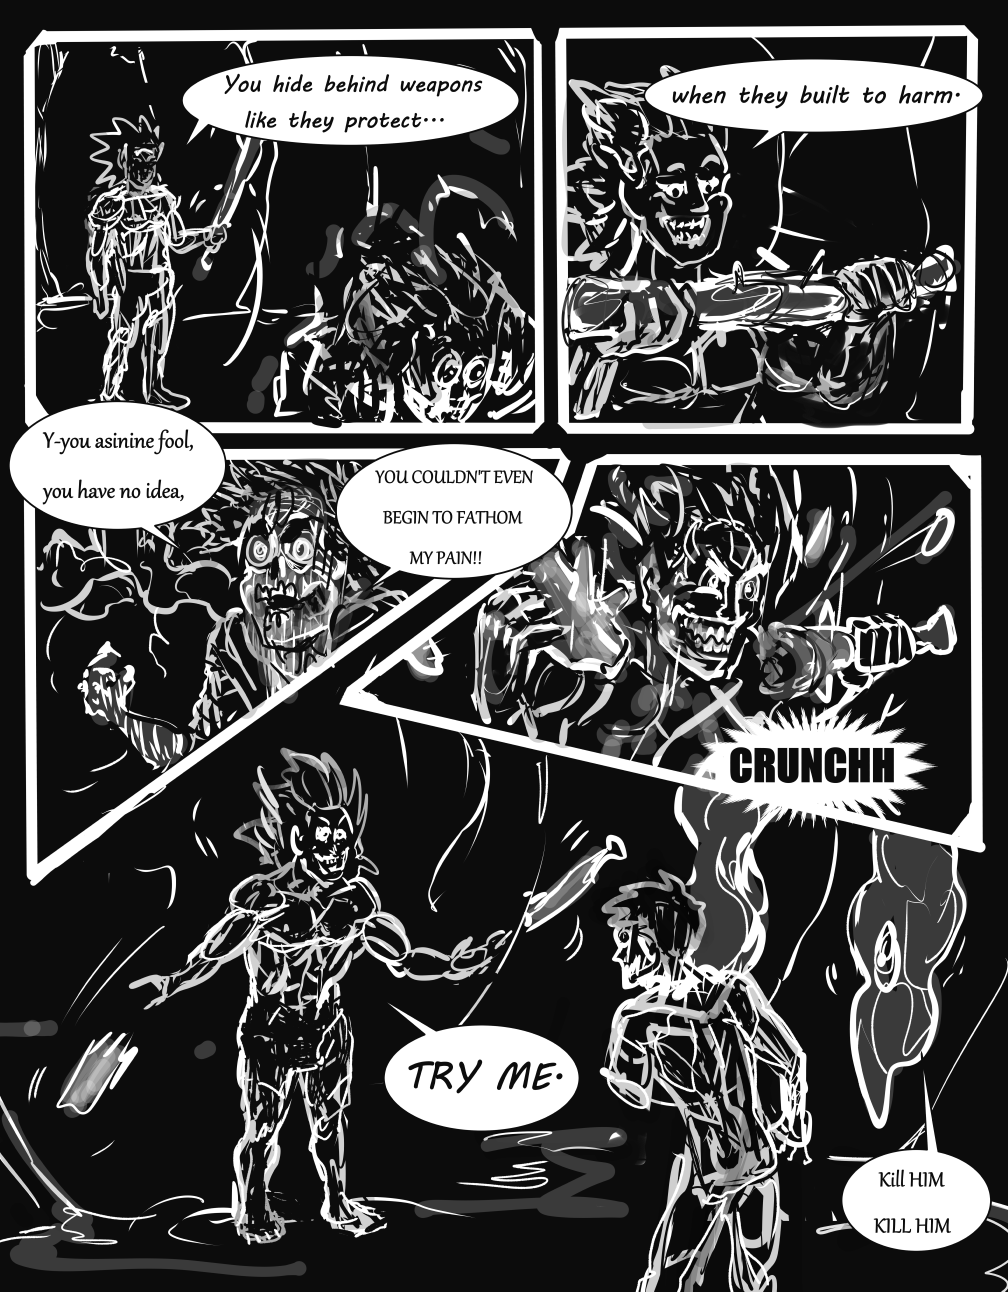 You hide behind weapons
like they protect...
when they built to harm.
Y-you asinine fool,
you have no idea,
YOU COULDN'T EVEN
BEGIN TO FATHOM
MY PAIN!!
CRUNCHH
TRY ME.
Kill HIM
KILL HIM